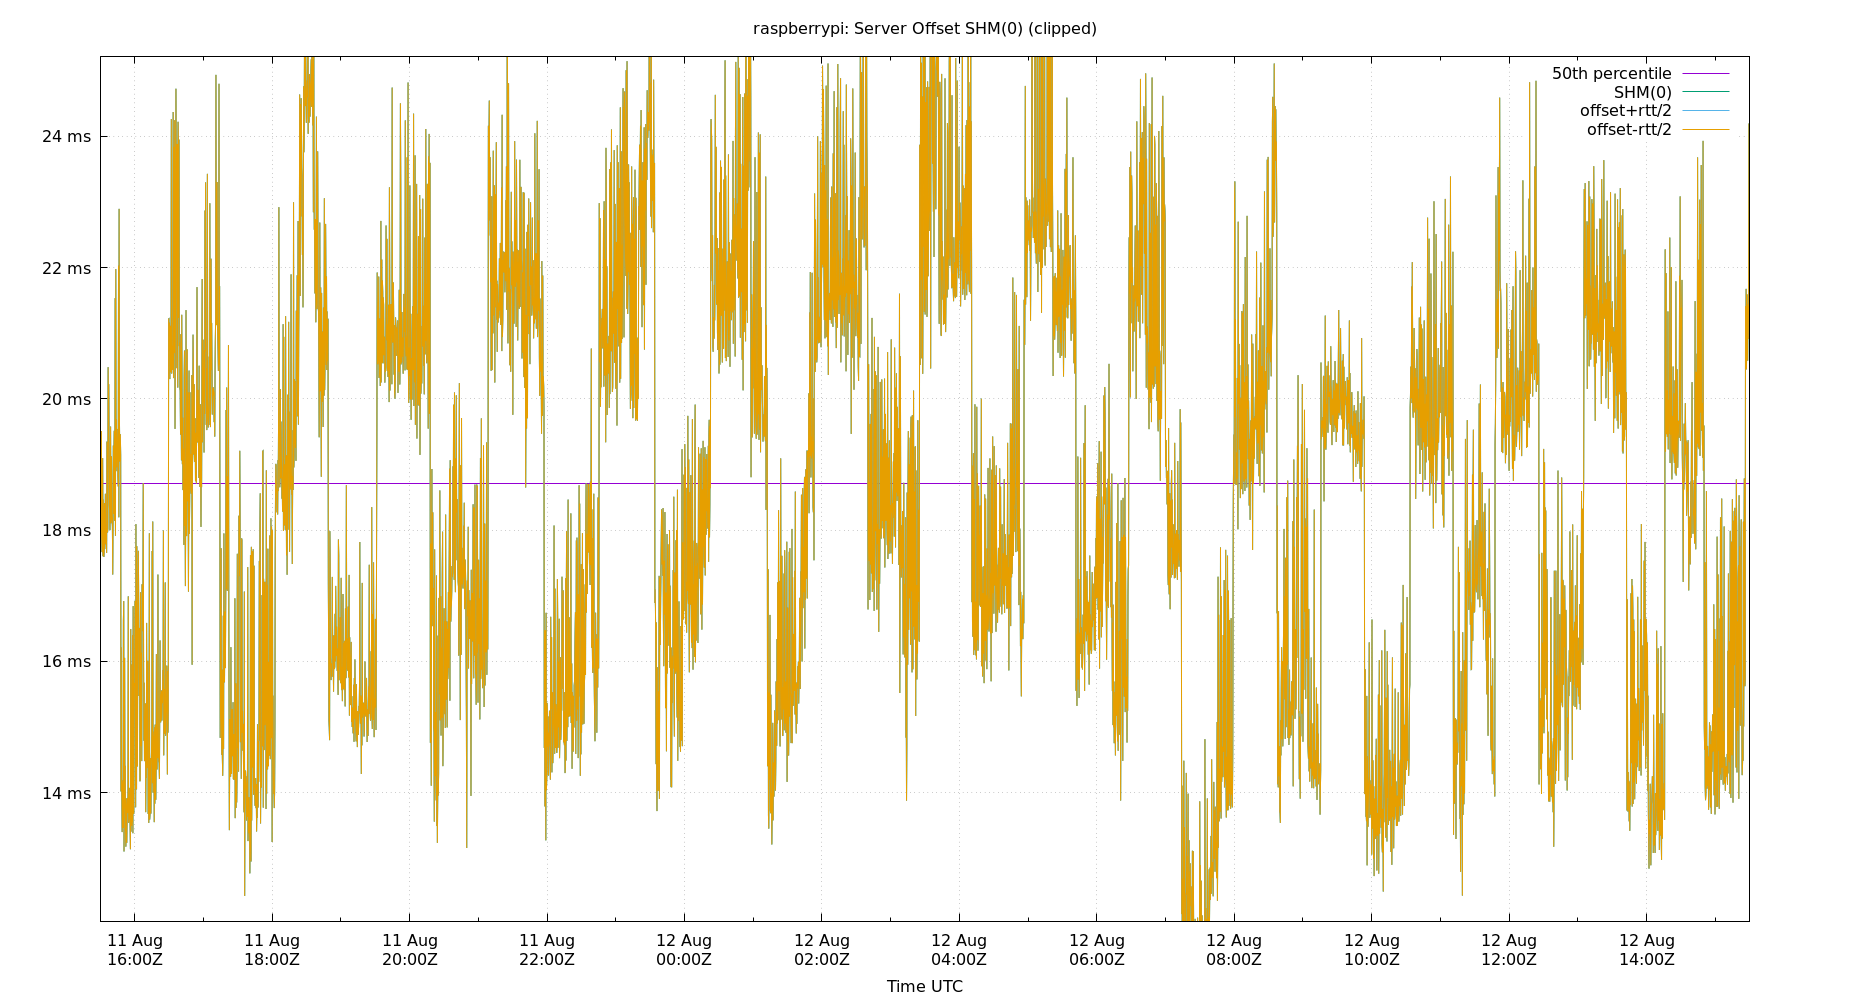 raspberrypi: Server Offset SHM(0) (clipped)
50th percentile
SHM(0)
offset+rtt/2
offset-rtt/2
24 ms
22 ms
20 ms
18 ms
16 ms
14 ms
11 Aug 11 Aug 11 Aug 11 Aug 12 Aug 12 Aug 12 Aug 12 Aug 12 Aug 12 Aug 12 Aug 12 Aug
16:00Z 18:00Z 20:00Z 22:00Z 00:00Z 02:00Z 04:00Z 06:00Z 08:00Z 10:00Z 12:00Z 14:00Z
Time UTC